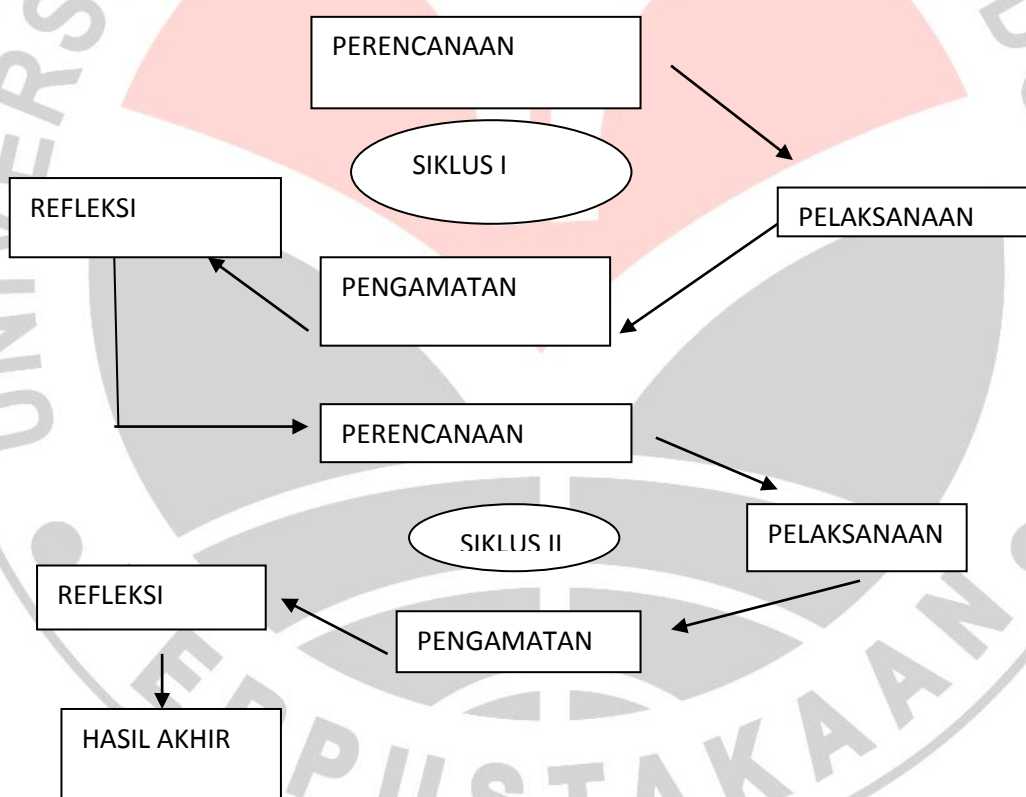 PERENCANAAN
SIKLUS I
REFLEKSI
PELAKSANAAN
PENGAMATAN
PERENCANAAN
SIKLUS II
PELAKSANAAN
REFLEKSI
PENGAMATAN
HASIL AKHIR